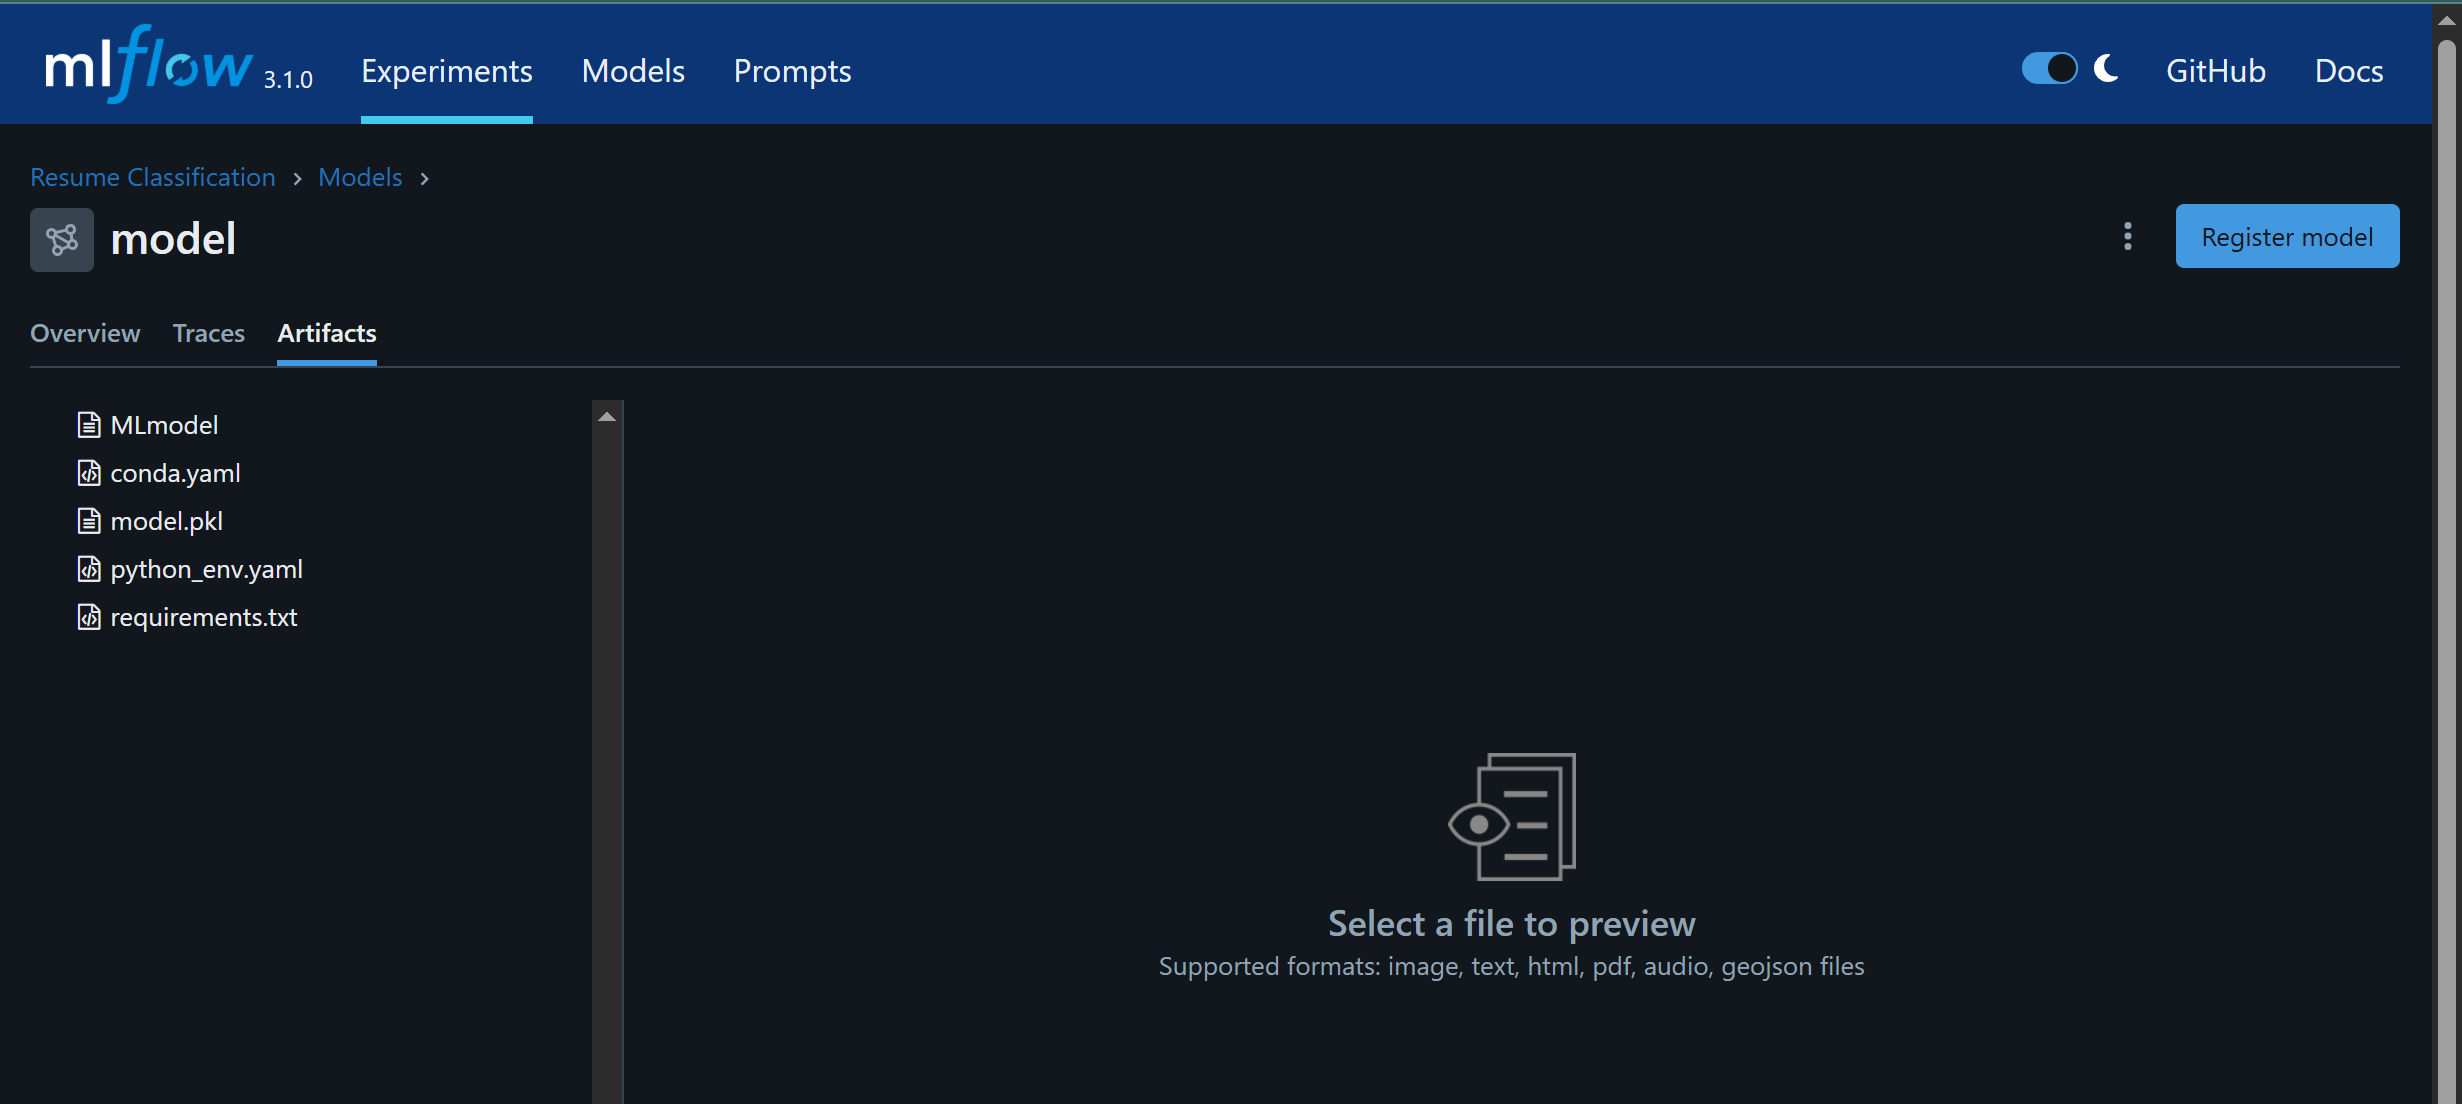 mlflow 3.1.0 Experiments Models Prompts GitHub Docs
Resume Classification > Models >
model
Register model
Overview Traces Artifacts
MLmodel
conda.yaml
model.pkl
python_env.yaml
requirements.txt
Select a file to preview
Supported formats: image, text, html, pdf, audio, geojson files